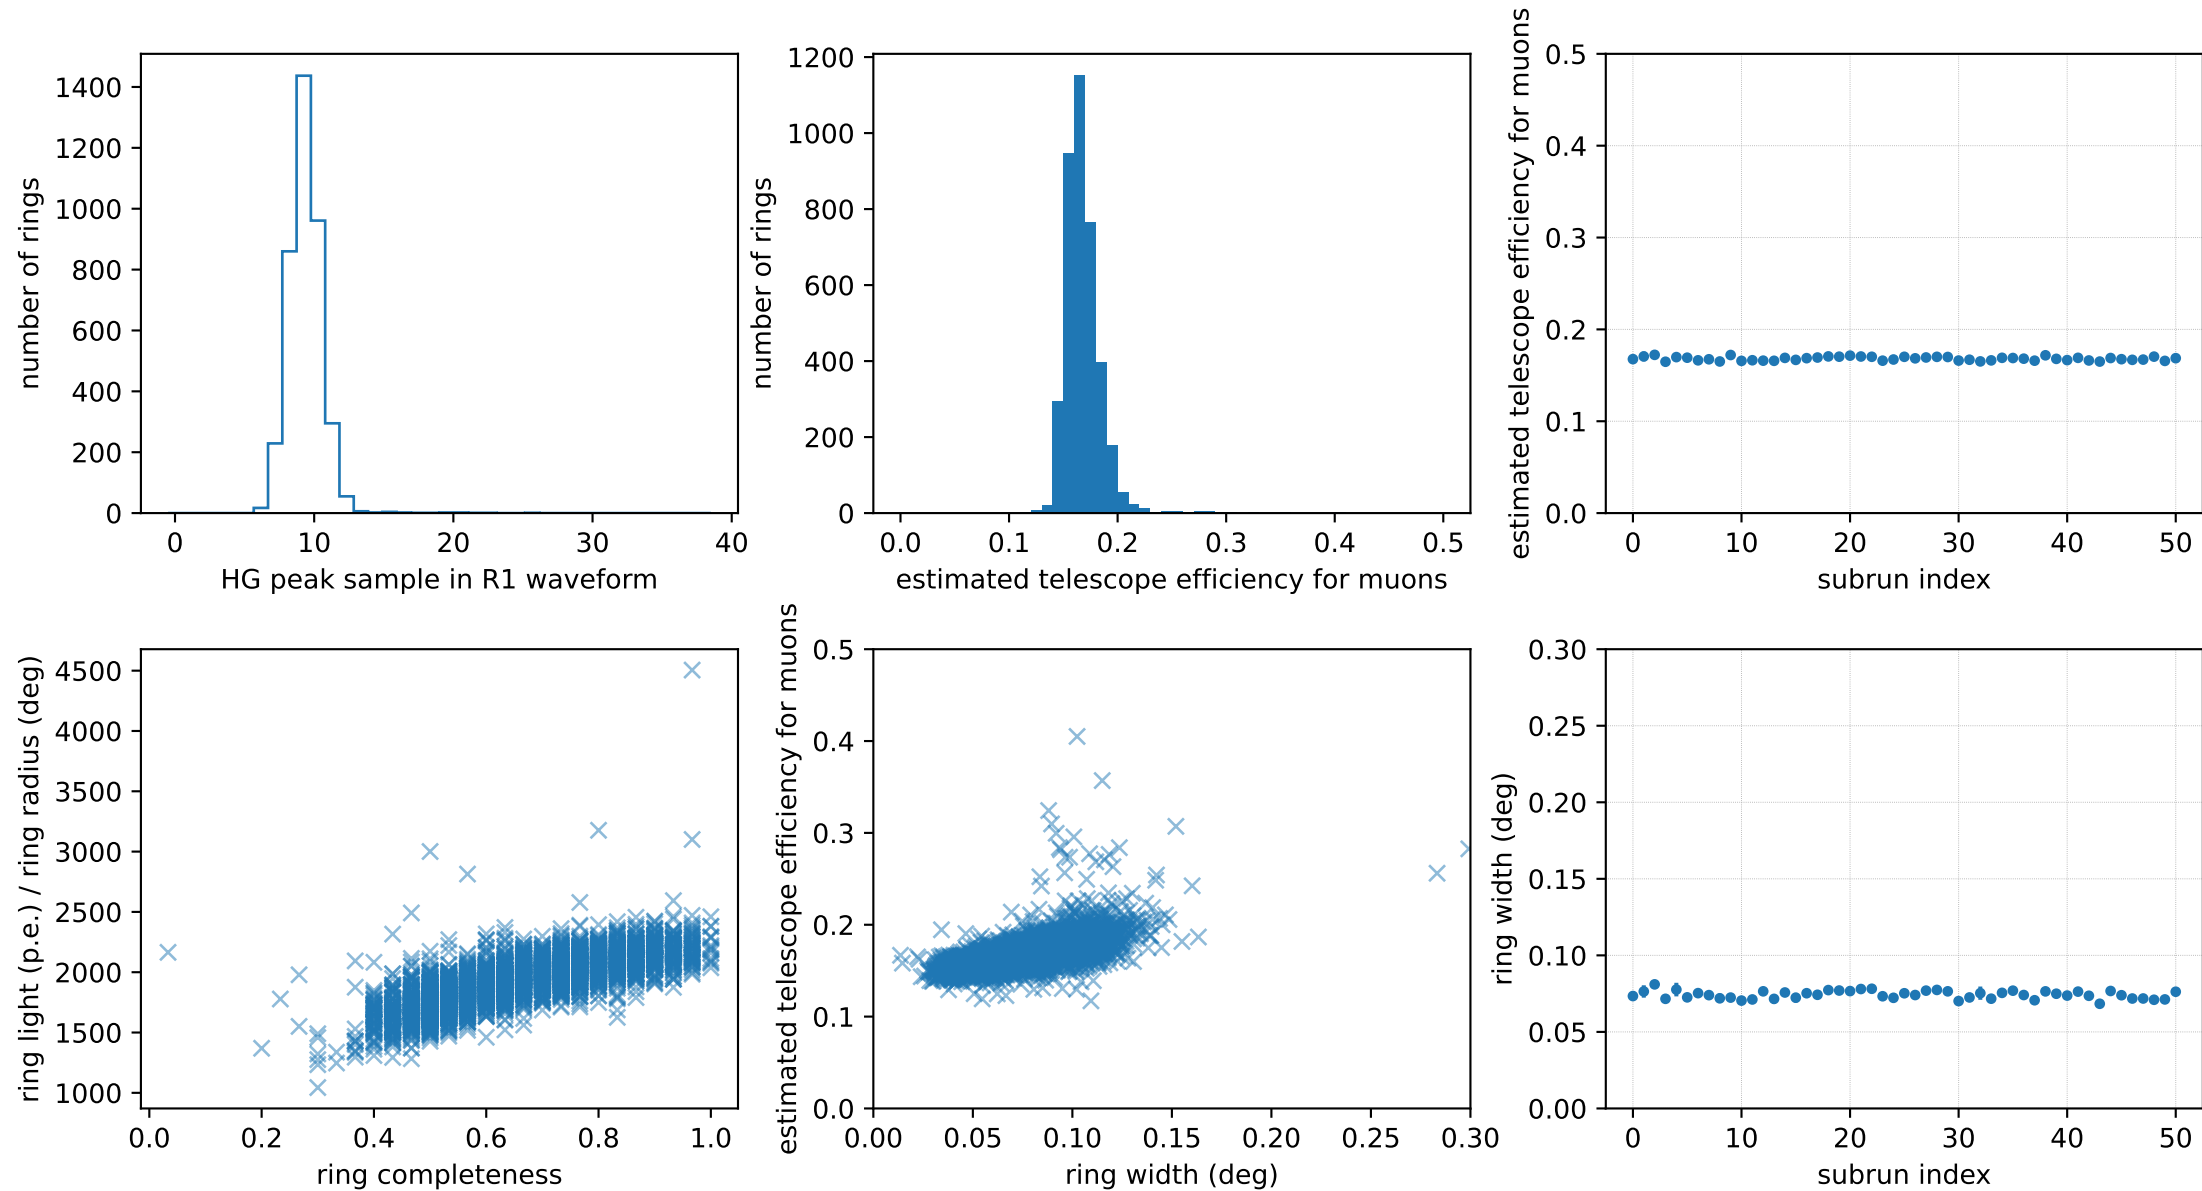 1400
1200
1000
800
600
400
200
0
number of rings
0 10 20 30 40
HG peak sample in R1 waveform
1200
1000
800
600
400
200
0
number of rings
0.0 0.1 0.2 0.3 0.4 0.5
estimated telescope efficiency for muons
0.5
0.4
0.3
0.2
0.1
0.0
estimated telescope efficiency for muons
0 10 20 30 40 50
subrun index
4500
4000
3500
3000
2500
2000
1500
1000
ring light (p.e.) / ring radius (deg)
0.0 0.2 0.4 0.6 0.8 1.0
ring completeness
0.5
0.4
0.3
0.2
0.1
0.0
estimated telescope efficiency for muons
0.00 0.05 0.10 0.15 0.20 0.25 0.30
ring width (deg)
0.30
0.25
0.20
0.15
0.10
0.05
0.00
ring width (deg)
0 10 20 30 40 50
subrun index